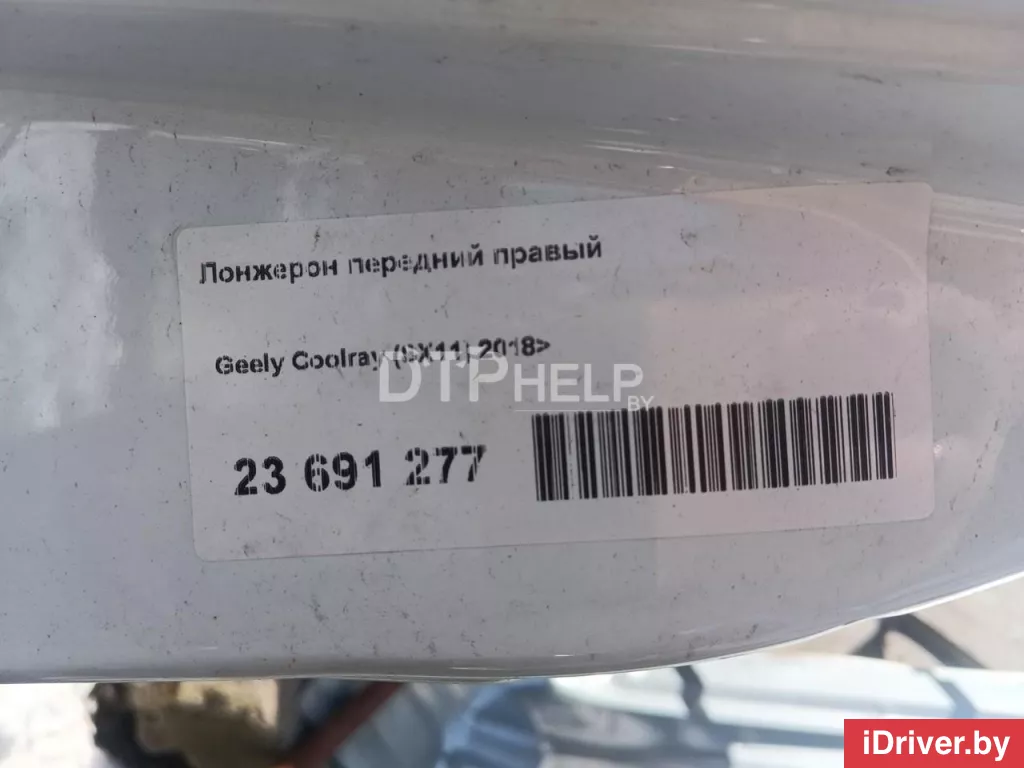 Лонжерон передний правый
Geely Coolray (SX11) 2018>
DTPHELP.BY
23 691 277
iDriver.by